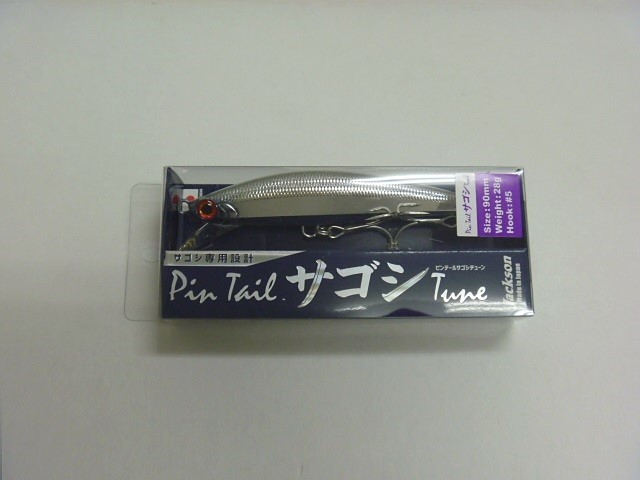 Pin Tail サゴシ Tune
Size:90mm
Weight:28g
Hook:#5
サゴシ専用設計
ピンテールサゴシチューン
Pin Tail サゴシ Tune
Jackson
Made in Japan